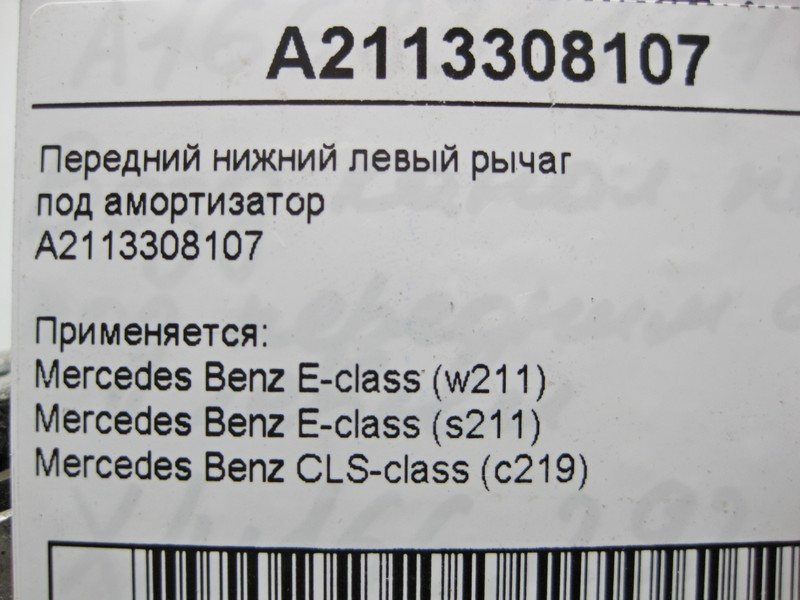 A2113308107
Передний нижний левый рычаг
под амортизатор
A2113308107
Применяется:
Mercedes Benz E-class (w211)
Mercedes Benz E-class (s211)
Mercedes Benz CLS-class (c219)